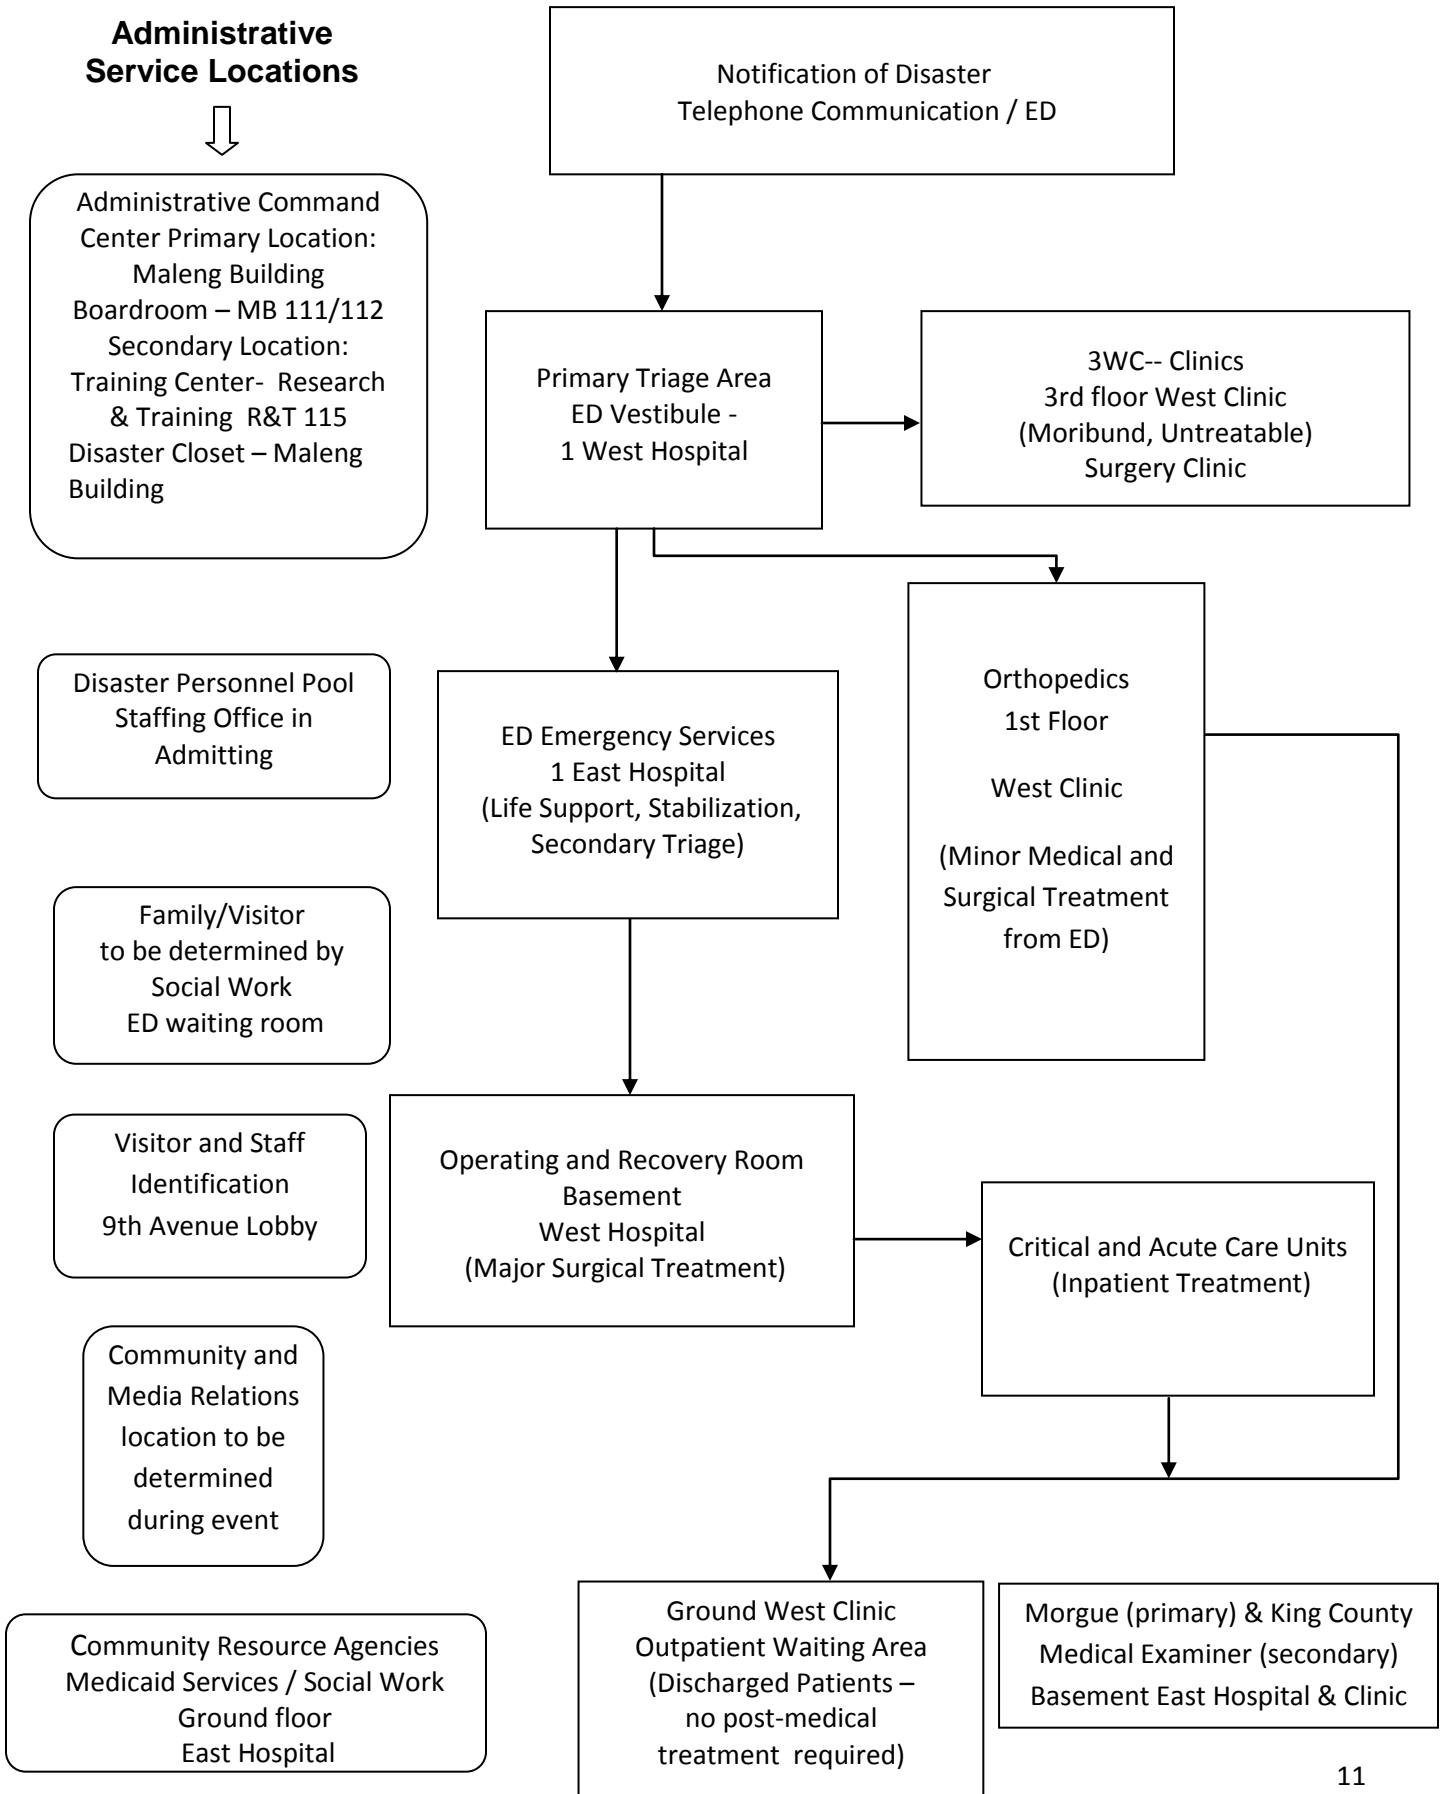 Administrative
Service Locations
Administrative Command
Center Primary Location:
Maleng Building
Boardroom – MB 111/112
Secondary Location:
Training Center-  Research
& Training  R&T 115
Disaster Closet – Maleng
Building
Disaster Personnel Pool
Staffing Office in
Admitting
Family/Visitor
to be determined by
Social Work
ED waiting room
Visitor and Staff
Identification
9th Avenue Lobby
Community and
Media Relations
location to be
determined
during event
Community Resource Agencies
Medicaid Services / Social Work
Ground floor
East Hospital
Notification of Disaster
Telephone Communication / ED
Primary Triage Area
ED Vestibule -
1 West Hospital
3WC-- Clinics
3rd floor West Clinic
(Moribund, Untreatable)
Surgery Clinic
ED Emergency Services
1 East Hospital
(Life Support, Stabilization,
Secondary Triage)
Orthopedics
1st Floor
West Clinic
(Minor Medical and
Surgical Treatment
from ED)
Operating and Recovery Room
Basement
West Hospital
(Major Surgical Treatment)
Critical and Acute Care Units
(Inpatient Treatment)
Ground West Clinic
Outpatient Waiting Area
(Discharged Patients –
no post-medical
treatment  required)
Morgue (primary) & King County
Medical Examiner (secondary)
Basement East Hospital & Clinic
11